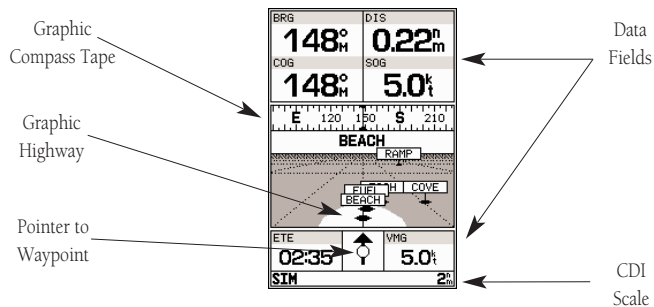 Graphic
Compass Tape
Graphic
Highway
Pointer to
Waypoint
BRG
148°M
DIS
0.22nm
COG
148°M
SOG
5.0kt
E 120 150 S 210
BEACH
RAMP
COVE
FUEL
BEACH
ETE
02:35
VMG
5.0kt
SIM
2nm
Data
Fields
CDI
Scale